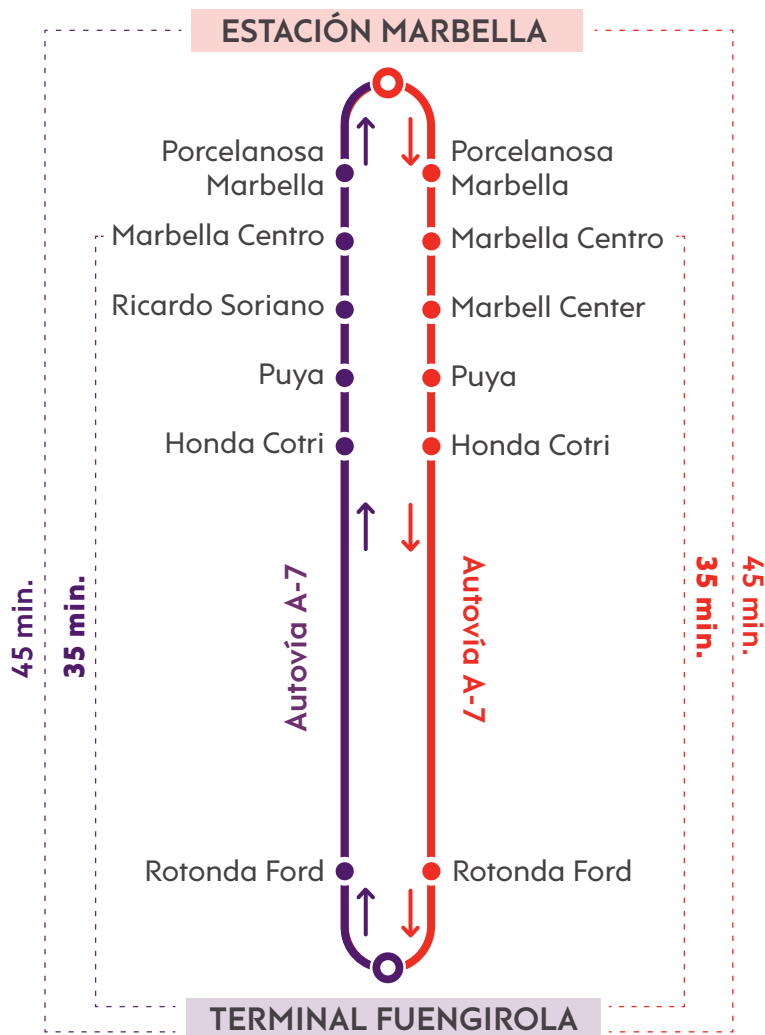 ESTACIÓN MARBELLA
Porcelanosa
Marbella
Marbella Centro
Ricardo Soriano
Puya
Honda Cotri
Porcelanosa
Marbella
Marbella Centro
Marbell Center
Puya
Honda Cotri
45 min.
35 min.
Autovía A-7
Autovía A-7
35 min.
45 min.
Rotonda Ford
Rotonda Ford
TERMINAL FUENGIROLA